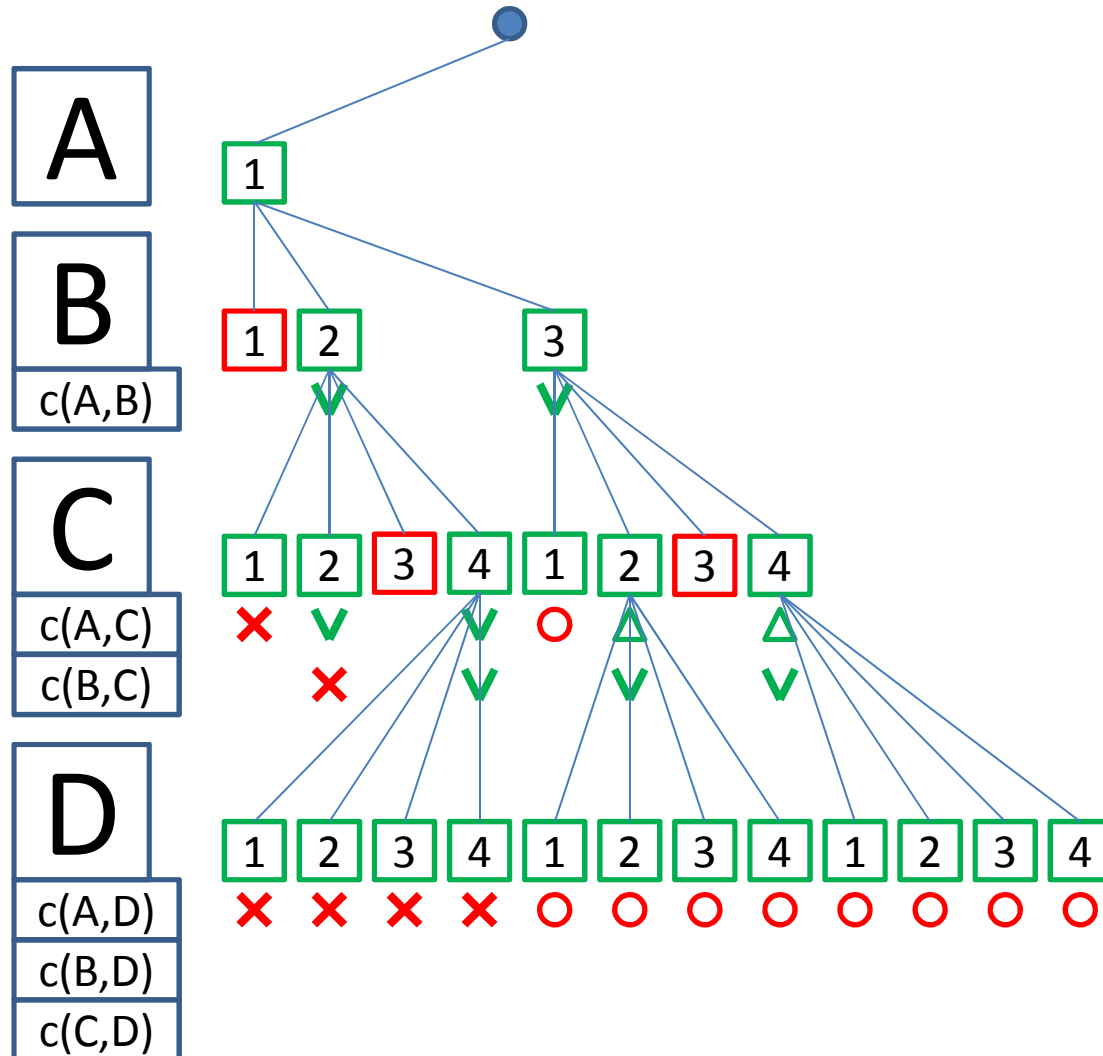 A
1
B
1 2 3
c(A,B)
C
1 2 3 4 1 2 3 4
c(A,C)
c(B,C)
D
1 2 3 4 1 2 3 4 1 2 3 4
c(A,D)
c(B,D)
c(C,D)